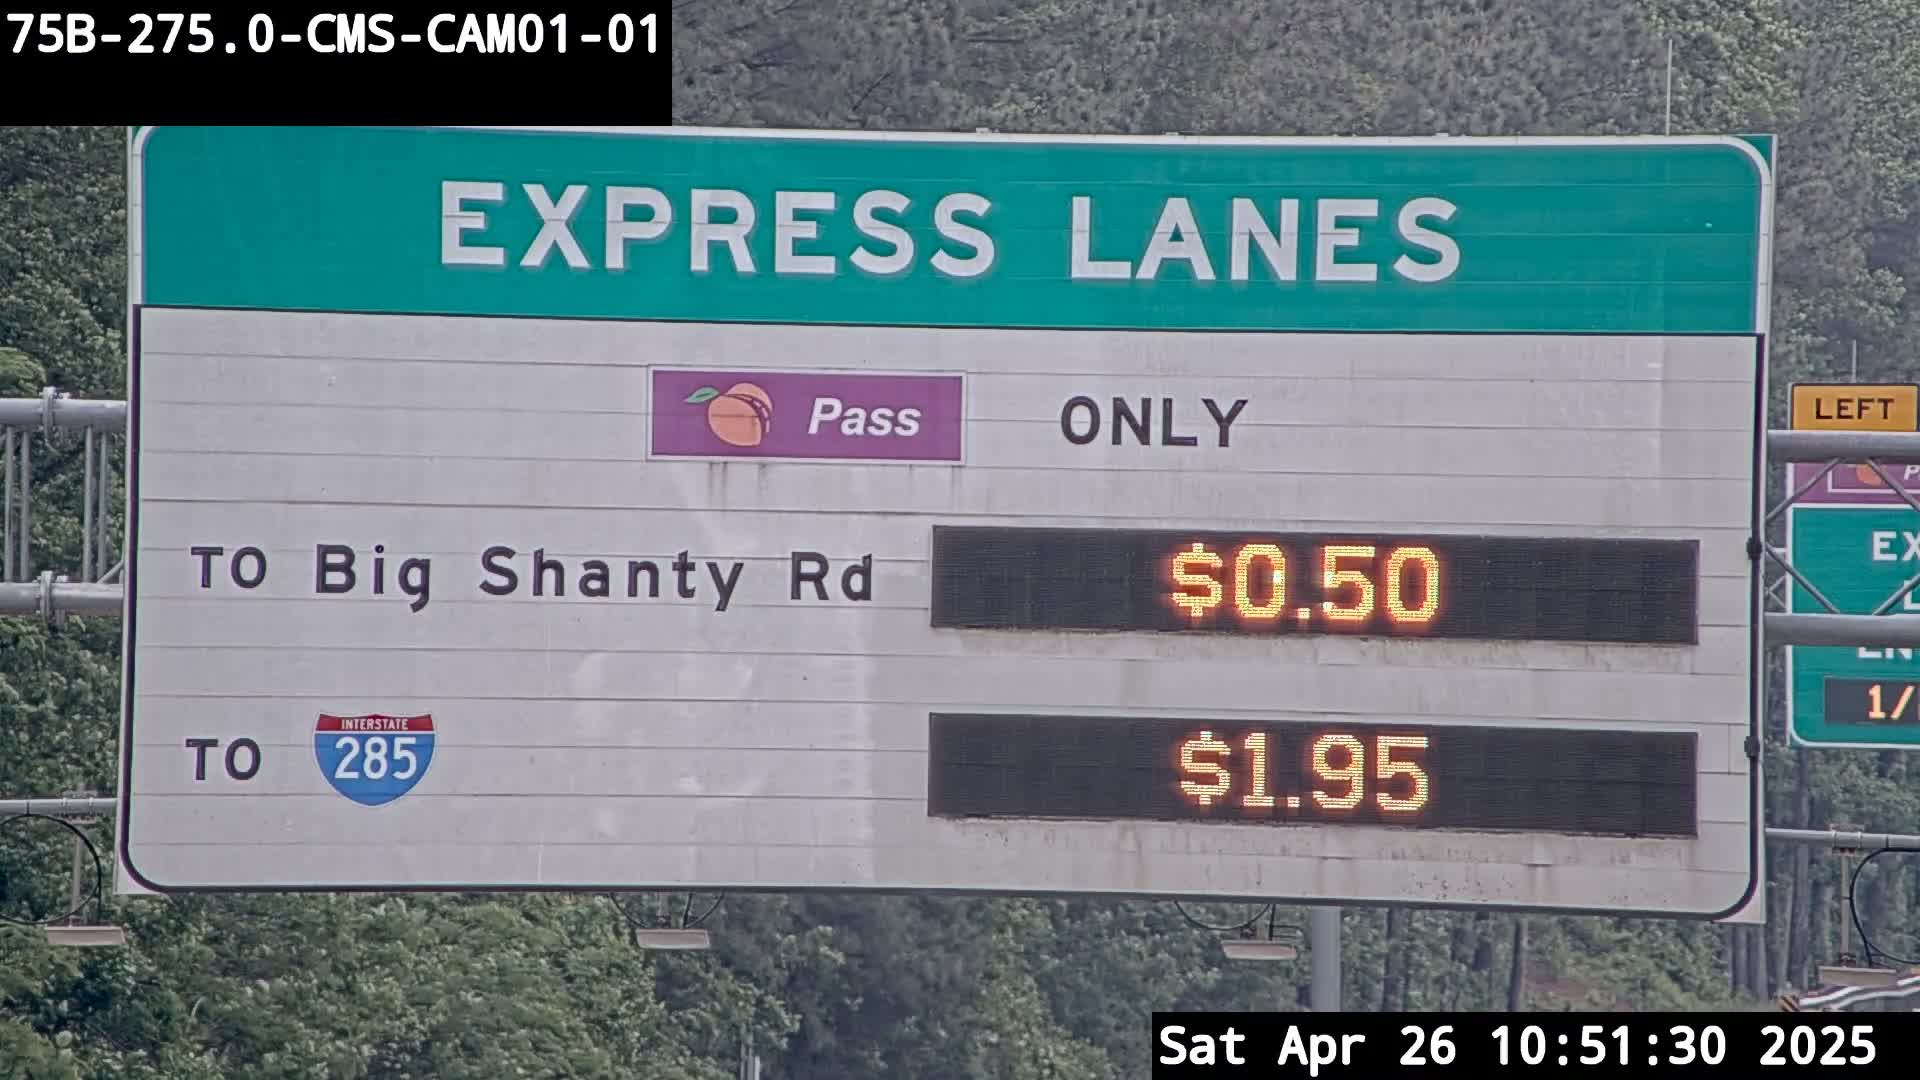 75B-275.0-CMS-CAM01-01
EXPRESS LANES
Pass ONLY
LEFT
TO Big Shanty Rd $0.50
TO INTERSTATE 285 $1.95
Sat Apr 26 10:51:30 2025